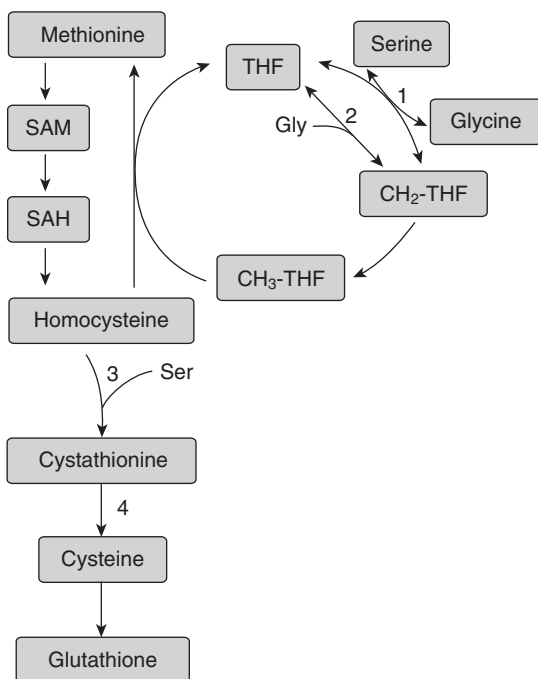 Methionine
SAM
SAH
Homocysteine
3
Ser
Cystathionine
4
Cysteine
Glutathione
THF
Serine
1
Glycine
2
Gly
CH₂-THF
CH₃-THF